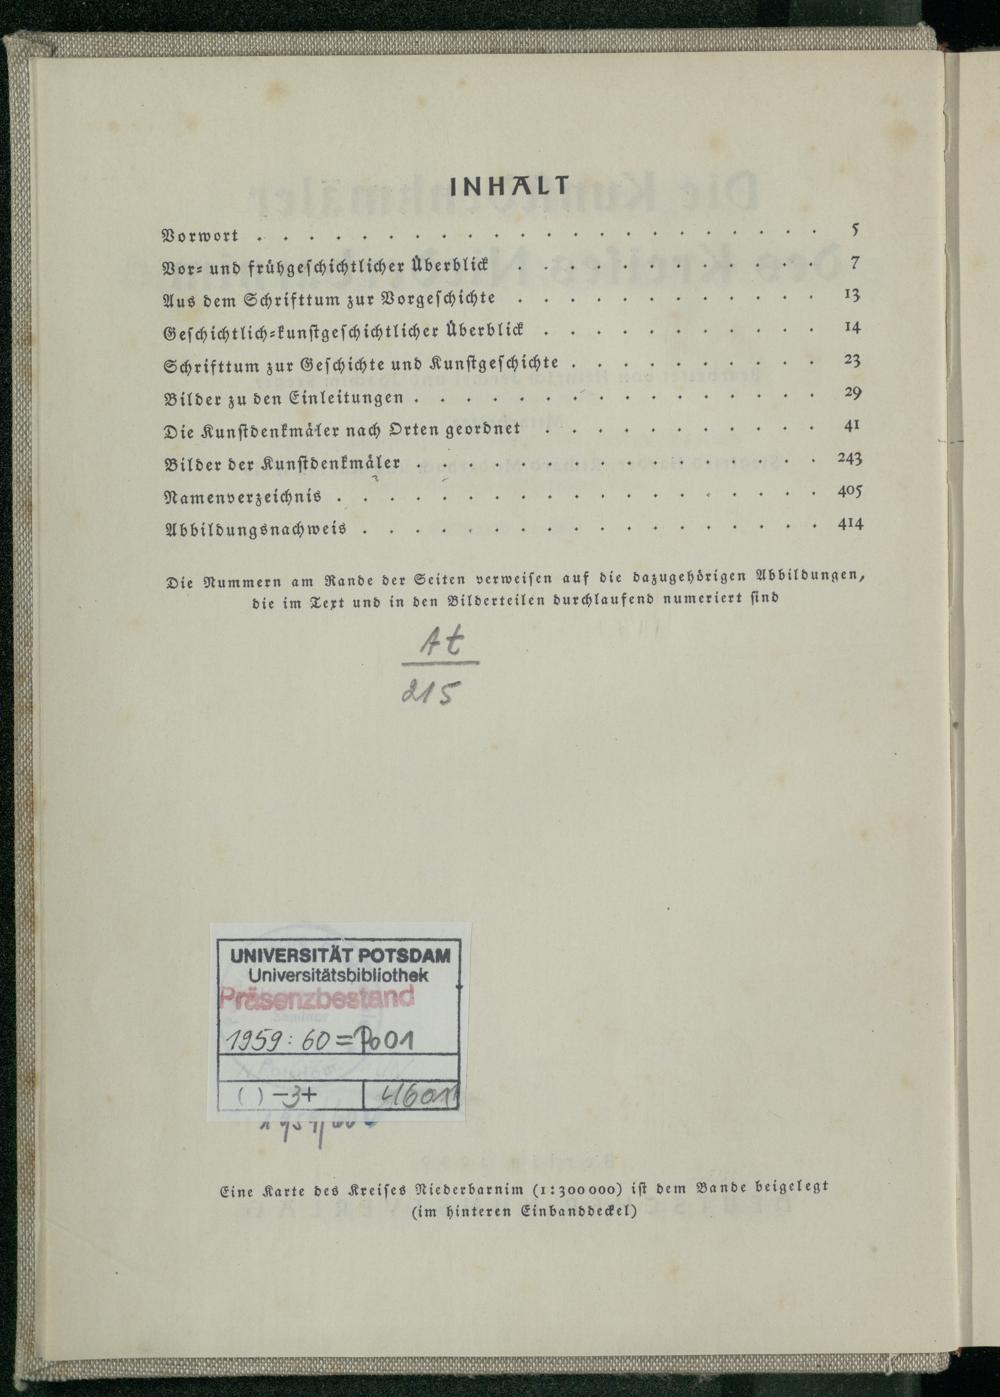 INHALT
Vorwort . . . . . . . . . . . . . . . . . . . . . . 5
Vor- und frühgeschichtlicher Überblick . . . . . . . . . . . . 7
Aus dem Schrifttum zur Vorgeschichte . . . . . . . . . . . . 13
Geschichtlich-kunstgeschichtlicher Überblick . . . . . . . . . . . 14
Schrifttum zur Geschichte und Kunstgeschichte . . . . . . . . . . 23
Bilder zu den Einleitungen . . . . . . . . . . . . . . . . 29
Die Kunstdenkmäler nach Orten geordnet . . . . . . . . . . . 41
Bilder der Kunstdenkmäler . . . . . . . . . . . . . . . . 243
Namenverzeichnis . . . . . . . . . . . . . . . . . . . 405
Abbildungsnachweis . . . . . . . . . . . . . . . . . . 414
Die Nummern am Rande der Seiten verweisen auf die dazugehörigen Abbildungen,
die im Text und in den Bilderteilen durchlaufend numeriert sind
At
215
UNIVERSITÄT POTSDAM
Universitätsbibliothek
Präsenzbestand
1959: 60 = Po01
( ) -3+
Eine Karte des Kreises Niederbarnim (1:300000) ist dem Bande beigelegt
(im hinteren Einbanddeckel)